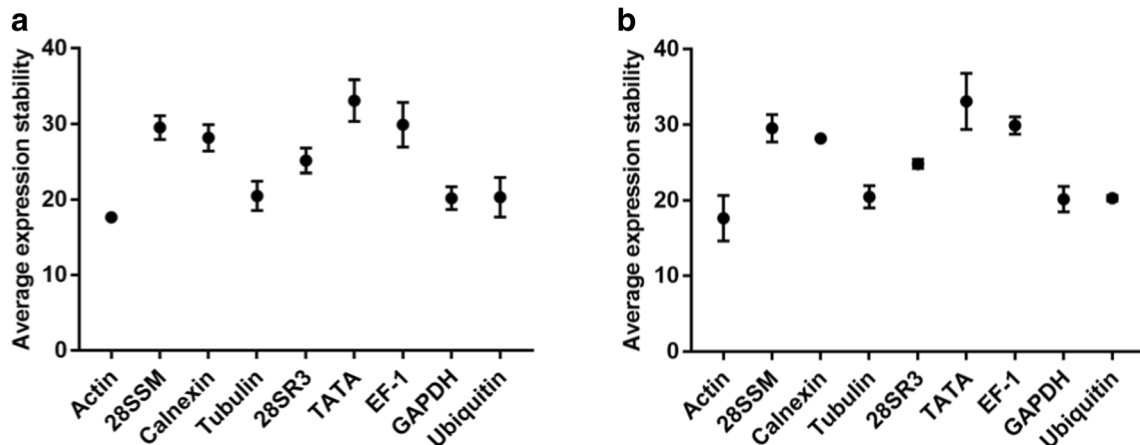 a
Average expression stability
40
30
20
10
0
Actin
28SSM
Calnexin
Tubulin
28SR3
TATA
EF-1
GAPDH
Ubiquitin
b
Average expression stability
40
30
20
10
0
Actin
28SSM
Calnexin
Tubulin
28SR3
TATA
EF-1
GAPDH
Ubiquitin